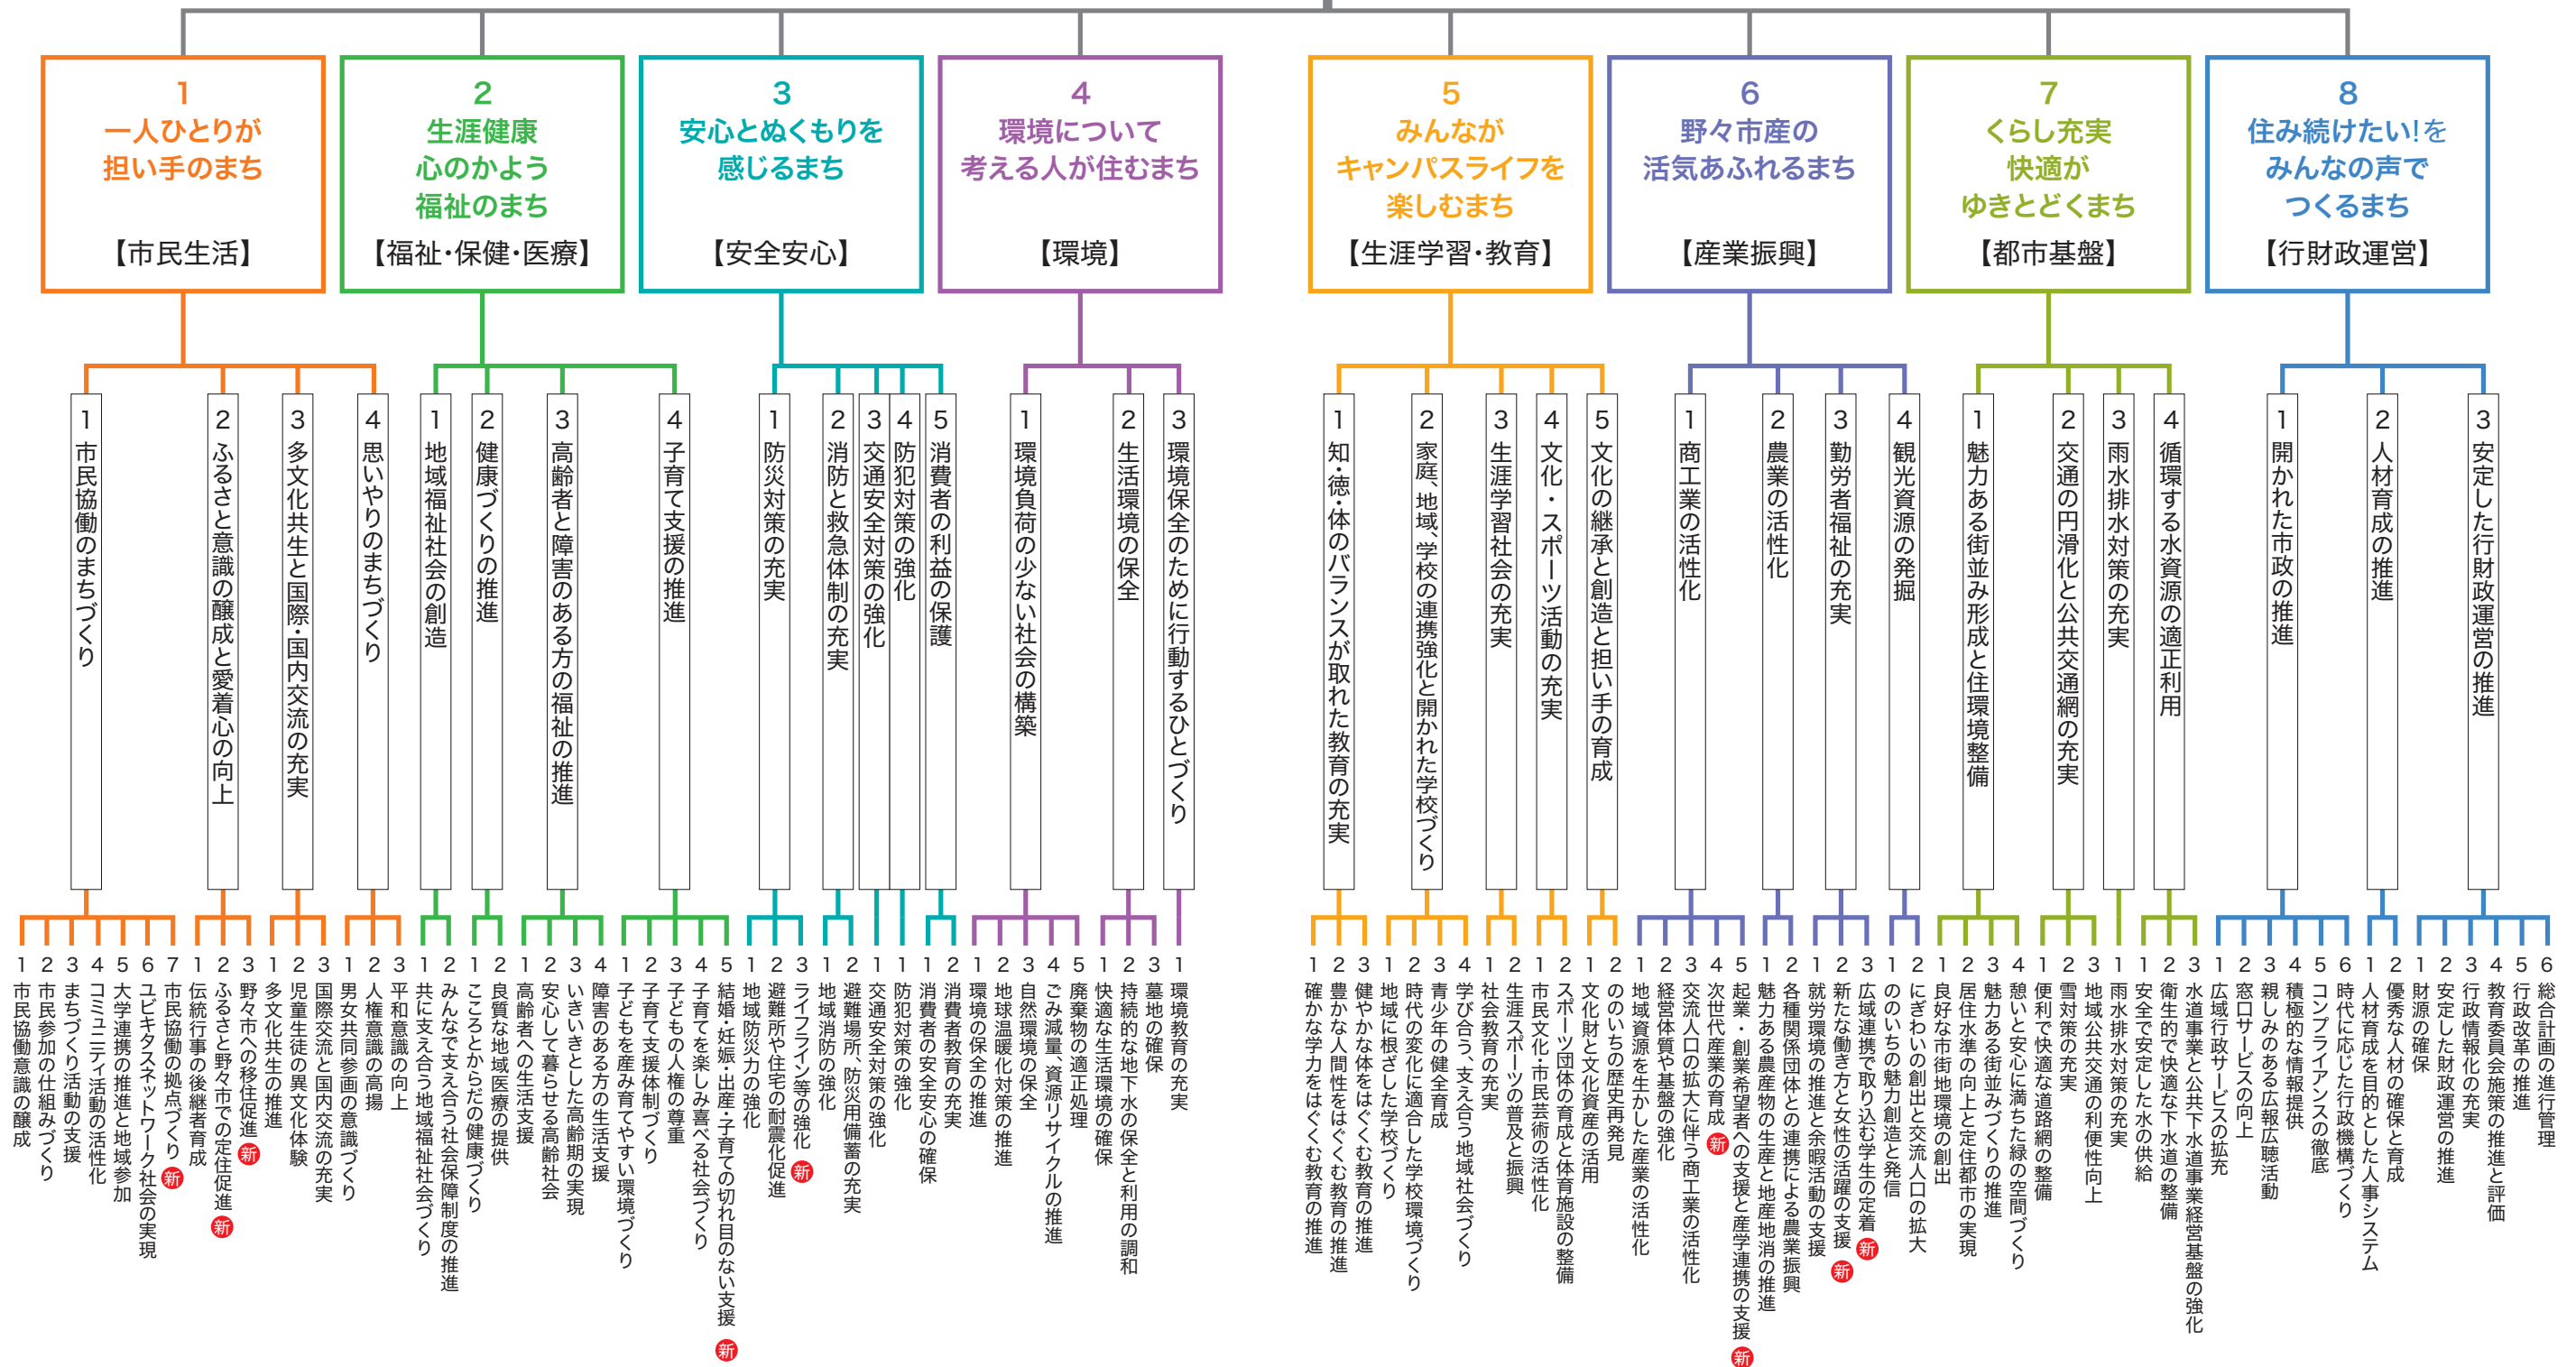 1
一人ひとりが
担い手のまち
【市民生活】
2
生涯健康
心のかよう
福祉のまち
【福祉・保健・医療】
3
安心とぬくもりを
感じるまち
【安全安心】
4
環境について
考える人が住むまち
【環境】
5
みんなが
キャンパスライフを
楽しむまち
【生涯学習・教育】
6
野々市産の
活気あふれるまち
【産業振興】
7
くらし充実
快適が
ゆきとどくまち
【都市基盤】
8
住み続けたい!を
みんなの声で
つくるまち
【行財政運営】
1 市民協働のまちづくり
2 ふるさと意識の醸成と愛着心の向上
3 多文化共生と国際・国内交流の充実
4 思いやりのまちづくり
1 地域福祉社会の創造
2 健康づくりの推進
3 高齢者と障害のある方の福祉の推進
4 子育て支援の推進
1 防災対策の充実
2 消防と救急体制の充実
3 交通安全対策の強化
4 防犯対策の強化
5 消費者の利益の保護
1 環境負荷の少ない社会の構築
2 生活環境の保全
3 環境保全のために行動するひとづくり
1 知・徳・体のバランスが取れた教育の充実
2 家庭、地域、学校の連携強化と開かれた学校づくり
3 生涯学習社会の充実
4 文化・スポーツ活動の充実
5 文化の継承と創造と担い手の育成
1 商工業の活性化
2 農業の活性化
3 勤労者福祉の充実
4 観光資源の発掘
1 魅力ある街並み形成と住環境整備
2 交通の円滑化と公共交通網の充実
3 雨水排水対策の充実
4 循環する水資源の適正利用
1 開かれた市政の推進
2 人材育成の推進
3 安定した行財政運営の推進
1 市民協働意識の醸成
2 市民参加の仕組みづくり
3 まちづくり活動の支援
4 コミュニティ活動の活性化
5 大学連携の推進と地域参加
6 ユビキタスネットワーク社会の実現
7 市民協働の拠点づくり 新
1 伝統行事の後継者育成
2 ふるさと野々市での定住促進 新
3 野々市への移住促進 新
1 多文化共生の推進
2 児童生徒の異文化体験
3 国際交流と国内交流の充実
1 男女共同参画の意識づくり
2 人権意識の高揚
3 平和意識の向上
1 共に支え合う地域福祉社会づくり
2 みんなで支え合う社会保障制度の推進
1 こころとからだの健康づくり
2 良質な地域医療の提供
1 高齢者への生活支援
2 安心して暮らせる高齢社会
3 いきいきとした高齢期の実現
4 障害のある方の生活支援
1 子どもを産み育てやすい環境づくり
2 子育て支援体制づくり
3 子どもの人権の尊重
4 子育てを楽しみ喜べる社会づくり
5 結婚・妊娠・出産・子育ての切れ目のない支援 新
1 地域防災力の強化
2 避難所や住宅の耐震化促進
3 ライフライン等の強化 新
1 地域消防の強化
2 避難場所、防災用備蓄の充実
1 交通安全対策の強化
1 防犯対策の強化
1 消費者の安全安心の確保
2 消費者教育の充実
1 環境の保全の推進
2 地球温暖化対策の推進
3 自然環境の保全
4 ごみ減量、資源リサイクルの推進
5 廃棄物の適正処理
1 快適な生活環境の確保
2 持続的な地下水の保全と利用の調和
3 墓地の確保
1 環境教育の充実
1 確かな学力をはぐくむ教育の推進
2 豊かな人間性をはぐくむ教育の推進
3 健やかな体をはぐくむ教育の推進
1 地域に根ざした学校づくり
2 時代の変化に適合した学校環境づくり
3 青少年の健全育成
4 学び合う、支え合う地域社会づくり
1 社会教育の充実
2 生涯スポーツの普及と振興
1 市民文化・市民芸術の活性化
2 スポーツ団体の育成と体育施設の整備
1 文化財と文化資産の活用
2 ののいちの歴史再発見
1 地域資源を生かした産業の活性化
2 経営体質や基盤の強化
3 交流人口の拡大に伴う商工業の活性化
4 次世代産業の育成 新
5 起業・創業希望者への支援と産学連携の支援 新
1 魅力ある農産物の生産と地産地消の推進
2 各種関係団体との連携による農業振興
1 就労環境の推進と余暇活動の支援
2 新たな働き方と女性の活躍の支援 新
3 広域連携で取り込む学生の定着 新
1 ののいちの魅力創造と発信
2 にぎわいの創出と交流人口の拡大
1 良好な市街地環境の創出
2 居住水準の向上と定住都市の実現
3 魅力ある街並みづくりの推進
4 憩いと安心に満ちた緑の空間づくり
1 便利で快適な道路網の整備
2 雪対策の充実
3 地域公共交通の利便性向上
1 雨水排水対策の充実
1 安全で安定した水の供給
2 衛生的で快適な下水道の整備
3 水道事業と公共下水道事業経営基盤の強化
1 広域行政サービスの拡充
2 窓口サービスの向上
3 親しみのある広報広聴活動
4 積極的な情報提供
5 コンプライアンスの徹底
6 時代に応じた行政機構づくり
1 人材育成を目的とした人事システム
2 優秀な人材の確保と育成
1 財源の確保
2 安定した財政運営の推進
3 行政情報化の充実
4 教育委員会施策の推進と評価
5 行政改革の推進
6 総合計画の進行管理